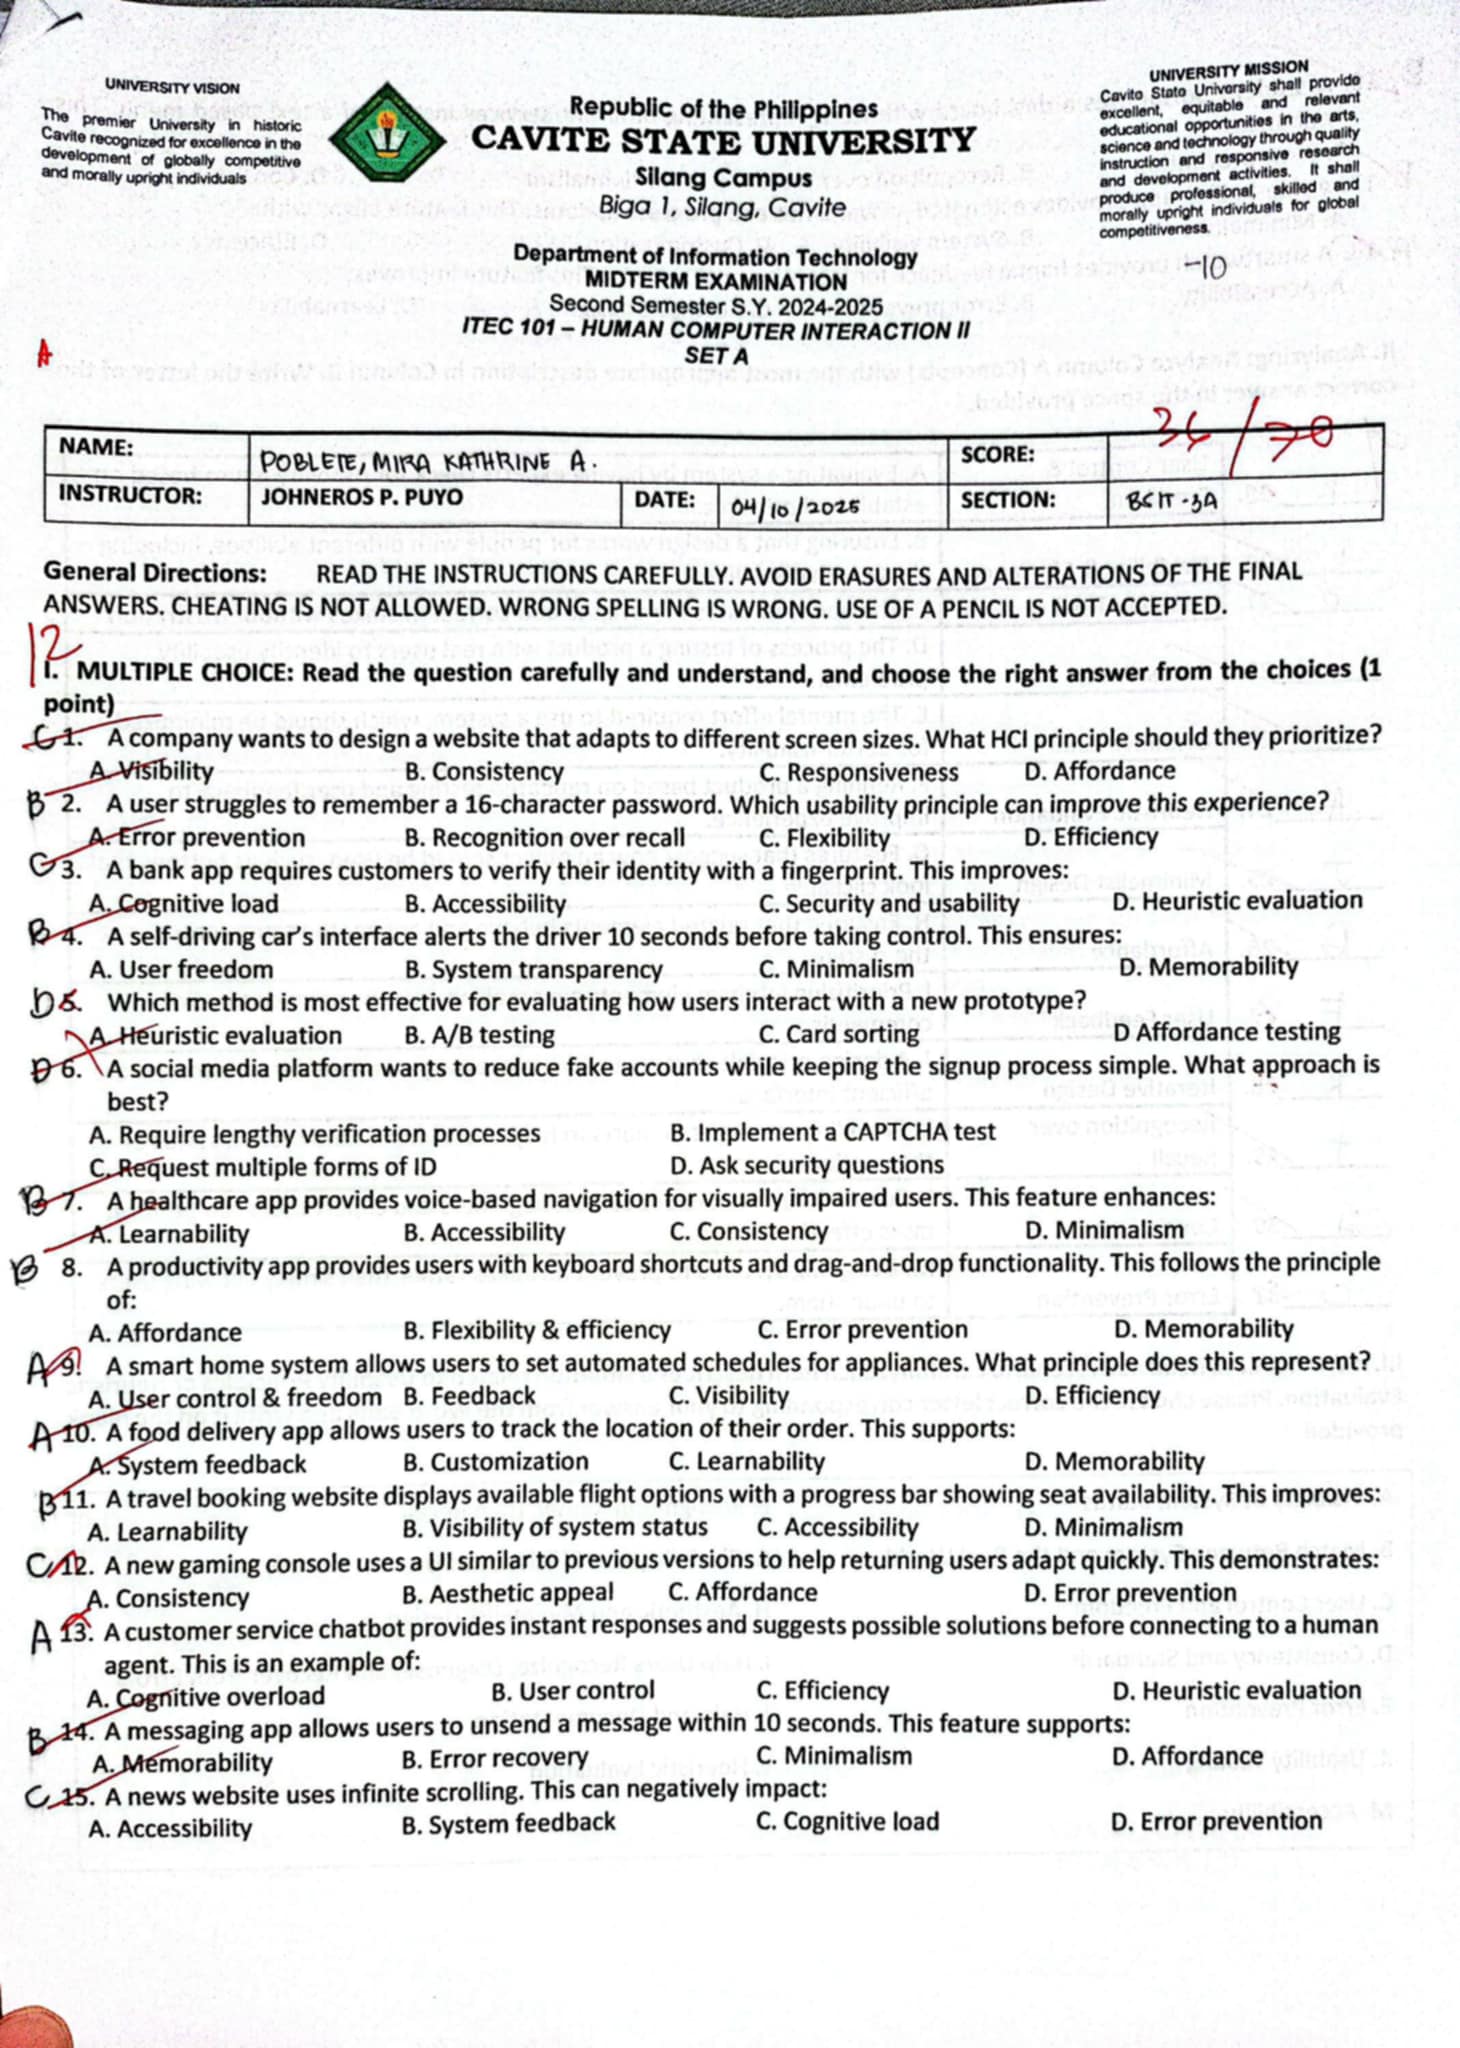 UNIVERSITY VISION
The premier University in historic
Cavite recognized for excellence in the
development of globally competitive
and morally upright individuals
Republic of the Philippines
CAVITE STATE UNIVERSITY
Silang Campus
Biga 1, Silang, Cavite
UNIVERSITY MISSION
Cavite State University shall provide
excellent, equitable and relevant
educational opportunities in the arts,
science and technology through quality
instruction and responsive research
and development activities. It shall
produce professional, skilled and
morally upright individuals for global
competitiveness.
-10
Department of Information Technology
MIDTERM EXAMINATION
Second Semester S.Y. 2024-2025
ITEC 101 – HUMAN COMPUTER INTERACTION II
SET A
A
NAME: POBLETE, MIRA KATHRINE A. SCORE: 36/70
INSTRUCTOR: JOHNEROS P. PUYO DATE: 04/10/2025 SECTION: BSIT-3A
General Directions: READ THE INSTRUCTIONS CAREFULLY. AVOID ERASURES AND ALTERATIONS OF THE FINAL
ANSWERS. CHEATING IS NOT ALLOWED. WRONG SPELLING IS WRONG. USE OF A PENCIL IS NOT ACCEPTED.
12
I. MULTIPLE CHOICE: Read the question carefully and understand, and choose the right answer from the choices (1
point)
C 1. A company wants to design a website that adapts to different screen sizes. What HCI principle should they prioritize?
A. Visibility B. Consistency C. Responsiveness D. Affordance
B 2. A user struggles to remember a 16-character password. Which usability principle can improve this experience?
A. Error prevention B. Recognition over recall C. Flexibility D. Efficiency
C 3. A bank app requires customers to verify their identity with a fingerprint. This improves:
A. Cognitive load B. Accessibility C. Security and usability D. Heuristic evaluation
B 4. A self-driving car's interface alerts the driver 10 seconds before taking control. This ensures:
A. User freedom B. System transparency C. Minimalism D. Memorability
D 5. Which method is most effective for evaluating how users interact with a new prototype?
A. Heuristic evaluation B. A/B testing C. Card sorting D Affordance testing
D 6. A social media platform wants to reduce fake accounts while keeping the signup process simple. What approach is
best?
A. Require lengthy verification processes B. Implement a CAPTCHA test
C. Request multiple forms of ID D. Ask security questions
B 7. A healthcare app provides voice-based navigation for visually impaired users. This feature enhances:
A. Learnability B. Accessibility C. Consistency D. Minimalism
B 8. A productivity app provides users with keyboard shortcuts and drag-and-drop functionality. This follows the principle
of:
A. Affordance B. Flexibility & efficiency C. Error prevention D. Memorability
A 9. A smart home system allows users to set automated schedules for appliances. What principle does this represent?
A. User control & freedom B. Feedback C. Visibility D. Efficiency
A 10. A food delivery app allows users to track the location of their order. This supports:
A. System feedback B. Customization C. Learnability D. Memorability
B 11. A travel booking website displays available flight options with a progress bar showing seat availability. This improves:
A. Learnability B. Visibility of system status C. Accessibility D. Minimalism
C 12. A new gaming console uses a UI similar to previous versions to help returning users adapt quickly. This demonstrates:
A. Consistency B. Aesthetic appeal C. Affordance D. Error prevention
A 13. A customer service chatbot provides instant responses and suggests possible solutions before connecting to a human
agent. This is an example of:
A. Cognitive overload B. User control C. Efficiency D. Heuristic evaluation
B 14. A messaging app allows users to unsend a message within 10 seconds. This feature supports:
A. Memorability B. Error recovery C. Minimalism D. Affordance
C 15. A news website uses infinite scrolling. This can negatively impact:
A. Accessibility B. System feedback C. Cognitive load D. Error prevention